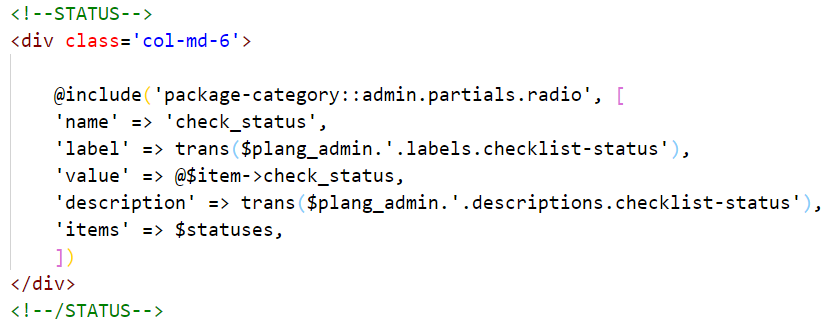 <!--STATUS-->
<div class='col-md-6'>
@include('package-category::admin.partials.radio', [
'name' => 'check_status',
'label' => trans($plang_admin.'.labels.checklist-status'),
'value' => @$item->check_status,
'description' => trans($plang_admin.'.descriptions.checklist-status'),
'items' => $statuses,
])
</div>
<!--/STATUS-->